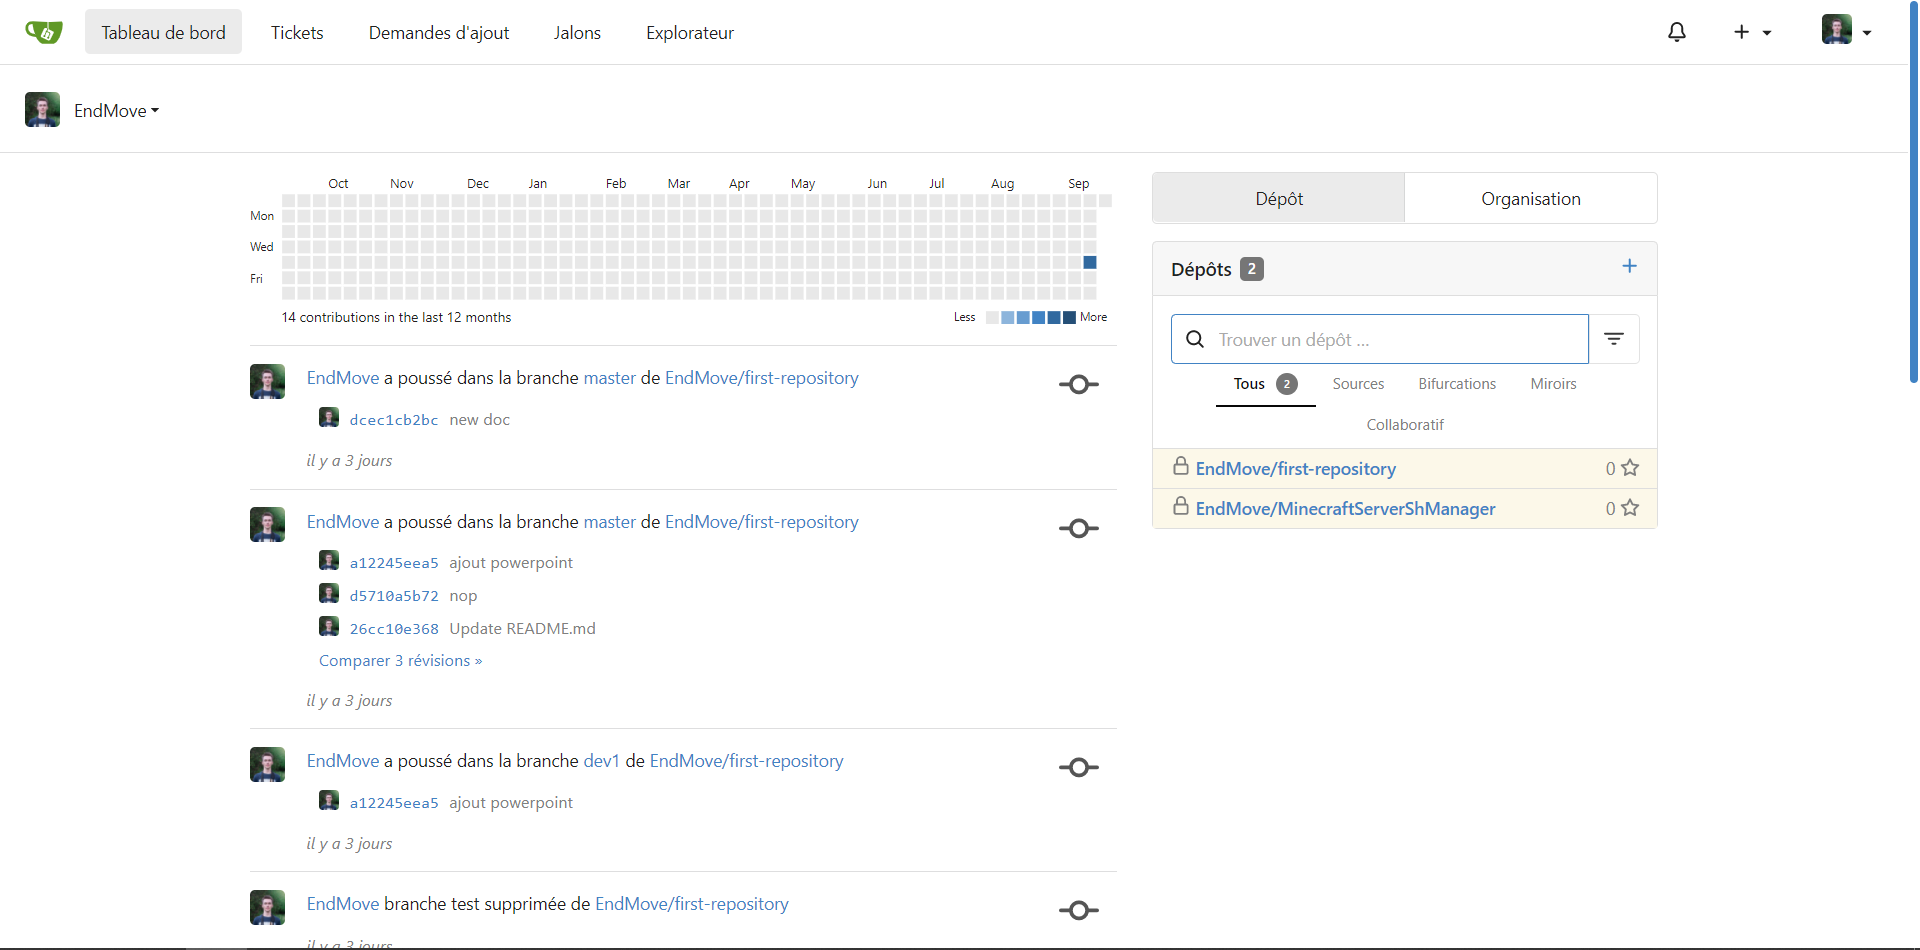 Tableau de bord Tickets Demandes d'ajout Jalons Explorateur
EndMove
Oct Nov Dec Jan Feb Mar Apr May Jun Jul Aug Sep
Mon
Wed
Fri
14 contributions in the last 12 months Less More
EndMove a poussé dans la branche master de EndMove/first-repository
dcec1cb2bc new doc
il y a 3 jours
EndMove a poussé dans la branche master de EndMove/first-repository
a12245eea5 ajout powerpoint
d5710a5b72 nop
26cc10e368 Update README.md
Comparer 3 révisions »
il y a 3 jours
EndMove a poussé dans la branche dev1 de EndMove/first-repository
a12245eea5 ajout powerpoint
il y a 3 jours
EndMove branche test supprimée de EndMove/first-repository
il y a 3 jours
Dépôt Organisation
Dépôts 2
Trouver un dépôt ...
Tous 2 Sources Bifurcations Miroirs
Collaboratif
EndMove/first-repository 0
EndMove/MinecraftServerShManager 0